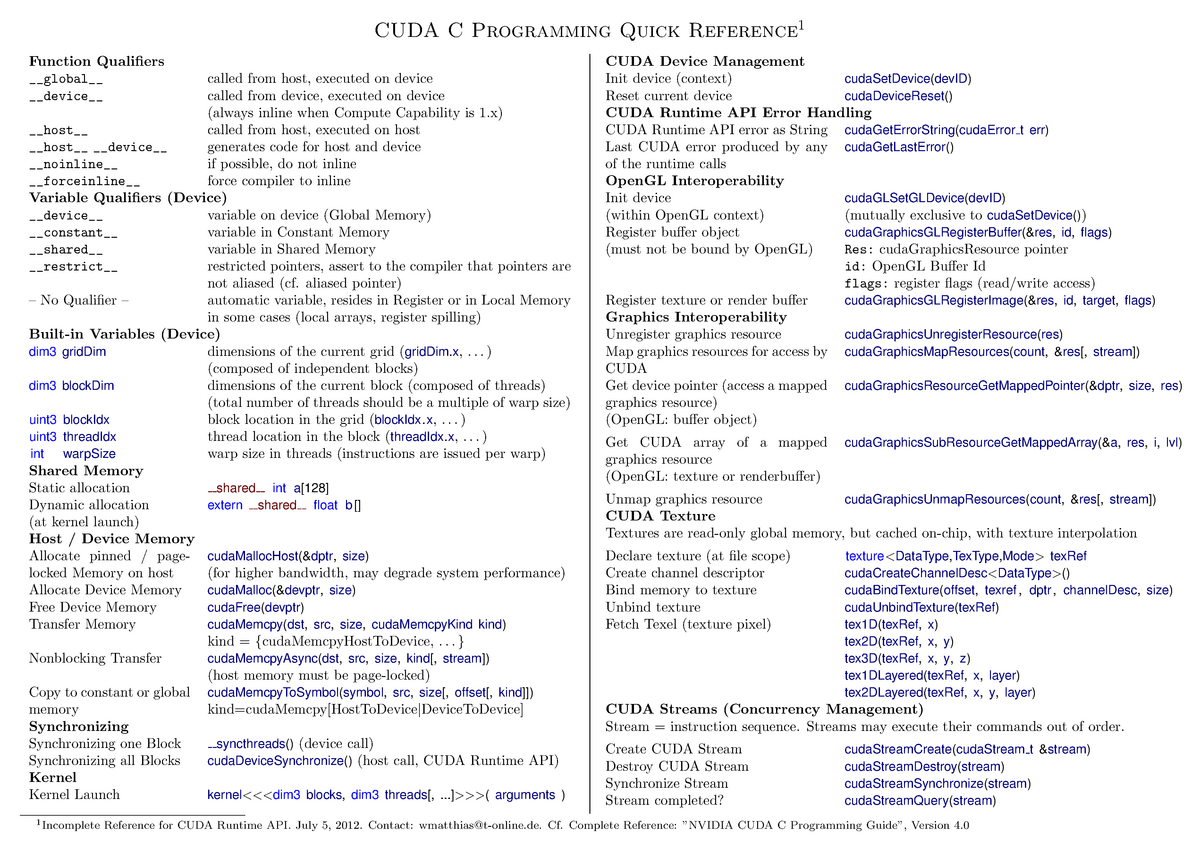 CUDA C Programming Quick Reference1
Function Qualifiers
__global__ called from host, executed on device
__device__ called from device, executed on device
(always inline when Compute Capability is 1.x)
__host__ called from host, executed on host
__host__ __device__ generates code for host and device
__noinline__ if possible, do not inline
__forceinline__ force compiler to inline
Variable Qualifiers (Device)
__device__ variable on device (Global Memory)
__constant__ variable in Constant Memory
__shared__ variable in Shared Memory
__restrict__ restricted pointers, assert to the compiler that pointers are
not aliased (cf. aliased pointer)
– No Qualifier – automatic variable, resides in Register or in Local Memory
in some cases (local arrays, register spilling)
Built-in Variables (Device)
dim3 gridDim dimensions of the current grid (gridDim.x, ...)
(composed of independent blocks)
dim3 blockDim dimensions of the current block (composed of threads)
(total number of threads should be a multiple of warp size)
uint3 blockIdx block location in the grid (blockIdx.x, ...)
uint3 threadIdx thread location in the block (threadIdx.x, ...)
int warpSize warp size in threads (instructions are issued per warp)
Shared Memory
Static allocation __shared__ int a[128]
Dynamic allocation extern __shared__ float b[]
(at kernel launch)
Host / Device Memory
Allocate pinned / page- cudaMallocHost(&dptr, size)
locked Memory on host (for higher bandwidth, may degrade system performance)
Allocate Device Memory cudaMalloc(&devptr, size)
Free Device Memory cudaFree(devptr)
Transfer Memory cudaMemcpy(dst, src, size, cudaMemcpyKind kind)
kind = {cudaMemcpyHostToDevice, ...}
Nonblocking Transfer cudaMemcpyAsync(dst, src, size, kind[, stream])
(host memory must be page-locked)
Copy to constant or global cudaMemcpyToSymbol(symbol, src, size[, offset[, kind]])
memory kind=cudaMemcpy[HostToDevice|DeviceToDevice]
Synchronizing
Synchronizing one Block __syncthreads() (device call)
Synchronizing all Blocks cudaDeviceSynchronize() (host call, CUDA Runtime API)
Kernel
Kernel Launch kernel<<<dim3 blocks, dim3 threads[, ...]>>>( arguments )
CUDA Device Management
Init device (context) cudaSetDevice(devID)
Reset current device cudaDeviceReset()
CUDA Runtime API Error Handling
CUDA Runtime API error as String cudaGetErrorString(cudaError_t err)
Last CUDA error produced by any cudaGetLastError()
of the runtime calls
OpenGL Interoperability
Init device cudaGLSetGLDevice(devID)
(within OpenGL context) (mutually exclusive to cudaSetDevice())
Register buffer object cudaGraphicsGLRegisterBuffer(&res, id, flags)
(must not be bound by OpenGL) Res: cudaGraphicsResource pointer
id: OpenGL Buffer Id
flags: register flags (read/write access)
Register texture or render buffer cudaGraphicsGLRegisterImage(&res, id, target, flags)
Graphics Interoperability
Unregister graphics resource cudaGraphicsUnregisterResource(res)
Map graphics resources for access by cudaGraphicsMapResources(count, &res[, stream])
CUDA
Get device pointer (access a mapped cudaGraphicsResourceGetMappedPointer(&dptr, size, res)
graphics resource)
(OpenGL: buffer object)
Get CUDA array of a mapped cudaGraphicsSubResourceGetMappedArray(&a, res, i, lvl)
graphics resource
(OpenGL: texture or renderbuffer)
Unmap graphics resource cudaGraphicsUnmapResources(count, &res[, stream])
CUDA Texture
Textures are read-only global memory, but cached on-chip, with texture interpolation
Declare texture (at file scope) texture<DataType,TexType,Mode> texRef
Create channel descriptor cudaCreateChannelDesc<DataType>()
Bind memory to texture cudaBindTexture(offset, texref , dptr , channelDesc, size)
Unbind texture cudaUnbindTexture(texRef)
Fetch Texel (texture pixel) tex1D(texRef, x)
tex2D(texRef, x, y)
tex3D(texRef, x, y, z)
tex1DLayered(texRef, x, layer)
tex2DLayered(texRef, x, y, layer)
CUDA Streams (Concurrency Management)
Stream = instruction sequence. Streams may execute their commands out of order.
Create CUDA Stream cudaStreamCreate(cudaStream_t &stream)
Destroy CUDA Stream cudaStreamDestroy(stream)
Synchronize Stream cudaStreamSynchronize(stream)
Stream completed? cudaStreamQuery(stream)
1Incomplete Reference for CUDA Runtime API. July 5, 2012. Contact: wmatthias@t-online.de. Cf. Complete Reference: "NVIDIA CUDA C Programming Guide", Version 4.0